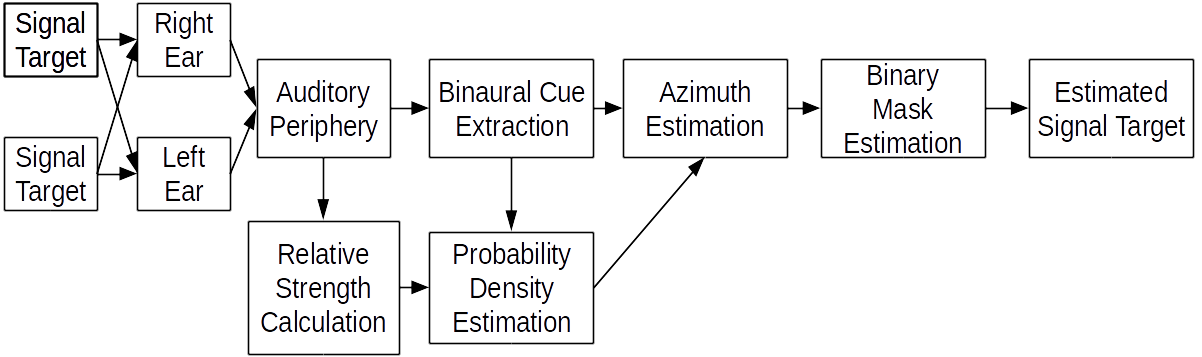 Signal
Target
Right
Ear
Signal
Target
Left
Ear
Auditory
Periphery
Binaural Cue
Extraction
Azimuth
Estimation
Binary
Mask
Estimation
Estimated
Signal Target
Relative
Strength
Calculation
Probability
Density
Estimation